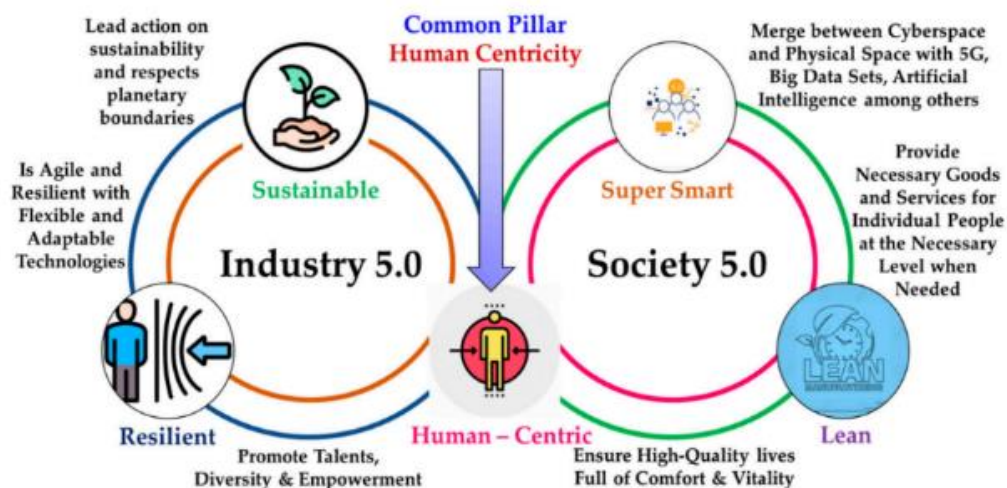 Lead action on
sustainability
and respects
planetary
boundaries
Common Pillar
Human Centricity
Merge between Cyberspace
and Physical Space with 5G,
Big Data Sets, Artificial
Intelligence among others
Is Agile and
Resilient with
Flexible and
Adaptable
Technologies
Sustainable
Super Smart
Provide
Necessary Goods
and Services for
Individual People
at the Necessary
Level when
Needed
Industry 5.0
Society 5.0
LEAN
MANUFACTURING
Resilient
Human – Centric
Lean
Promote Talents,
Diversity & Empowerment
Ensure High-Quality lives
Full of Comfort & Vitality